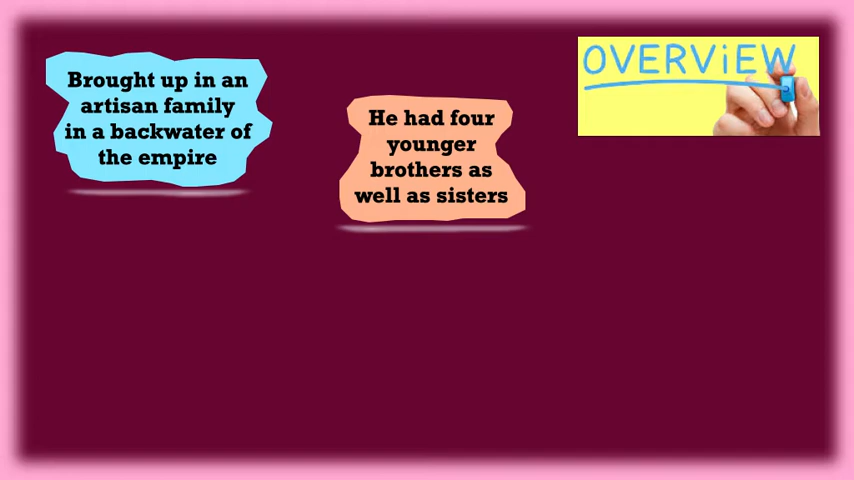 Brought up in an
artisan family
in a backwater of
the empire
He had four
younger
brothers as
well as sisters
OVERViEW